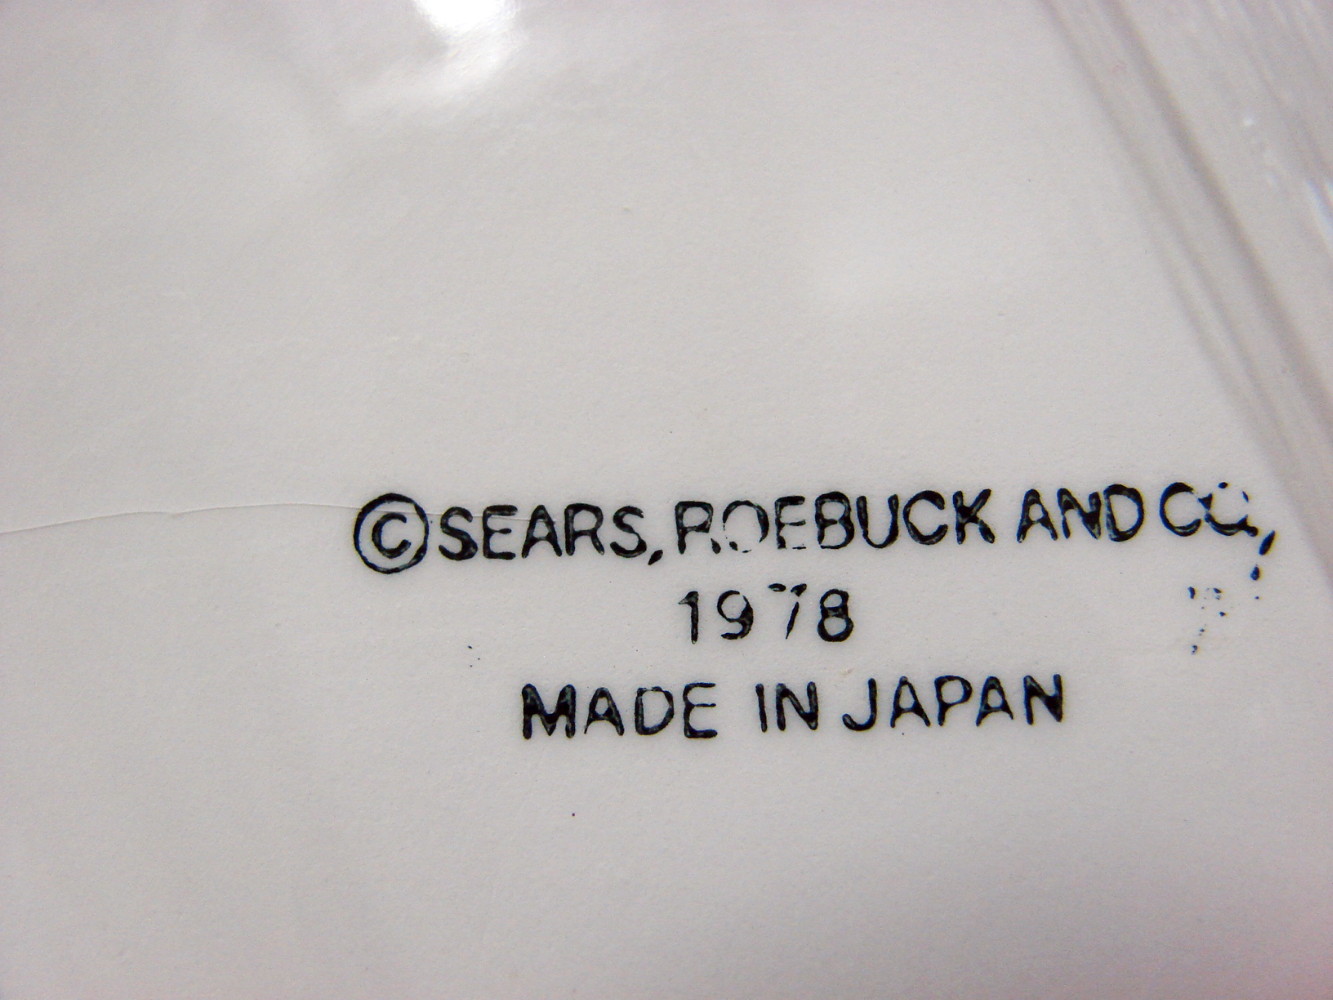 ©SEARS, ROEBUCK AND CO,
1978
MADE IN JAPAN